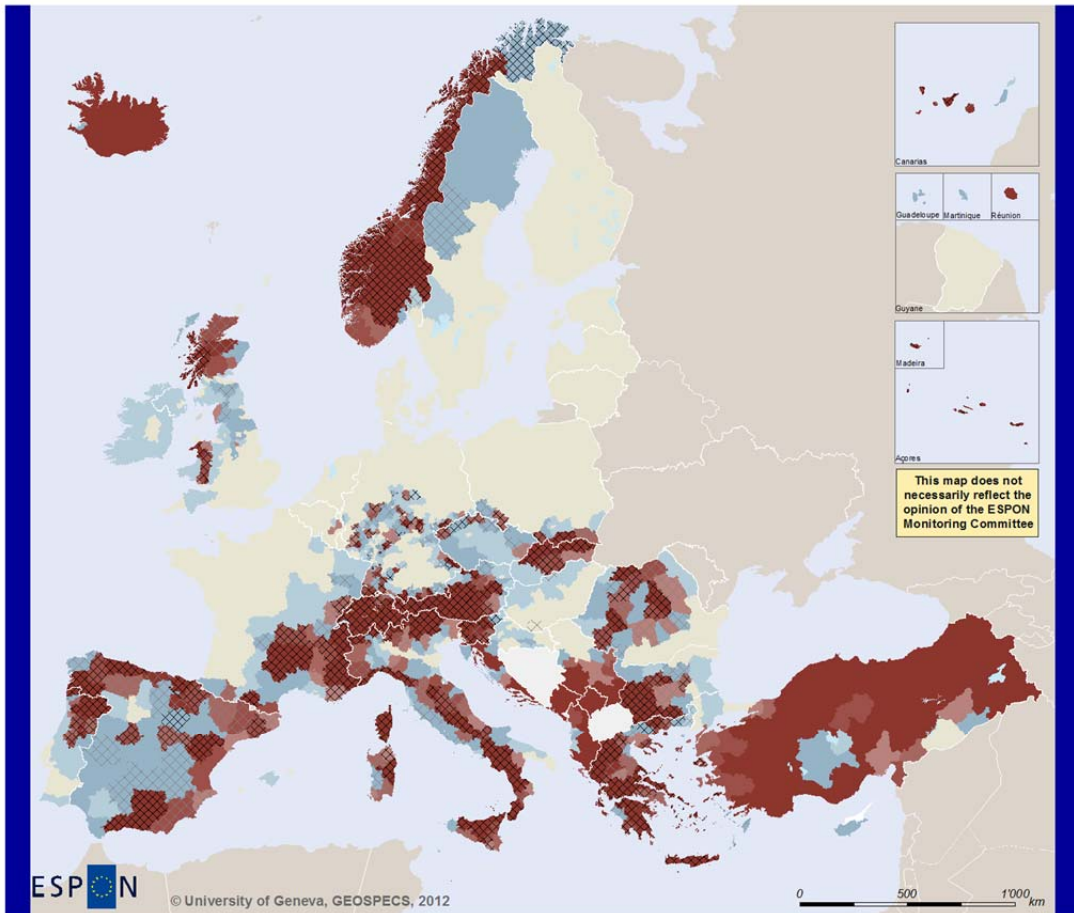 Canarias
Guadeloupe Martinique Réunion
Guyane
Madeira
Açores
This map does not
necessarily reflect the
opinion of the ESPON
Monitoring Committee
ESPON
© University of Geneva, GEOSPECS, 2012
0 500 1'000
km